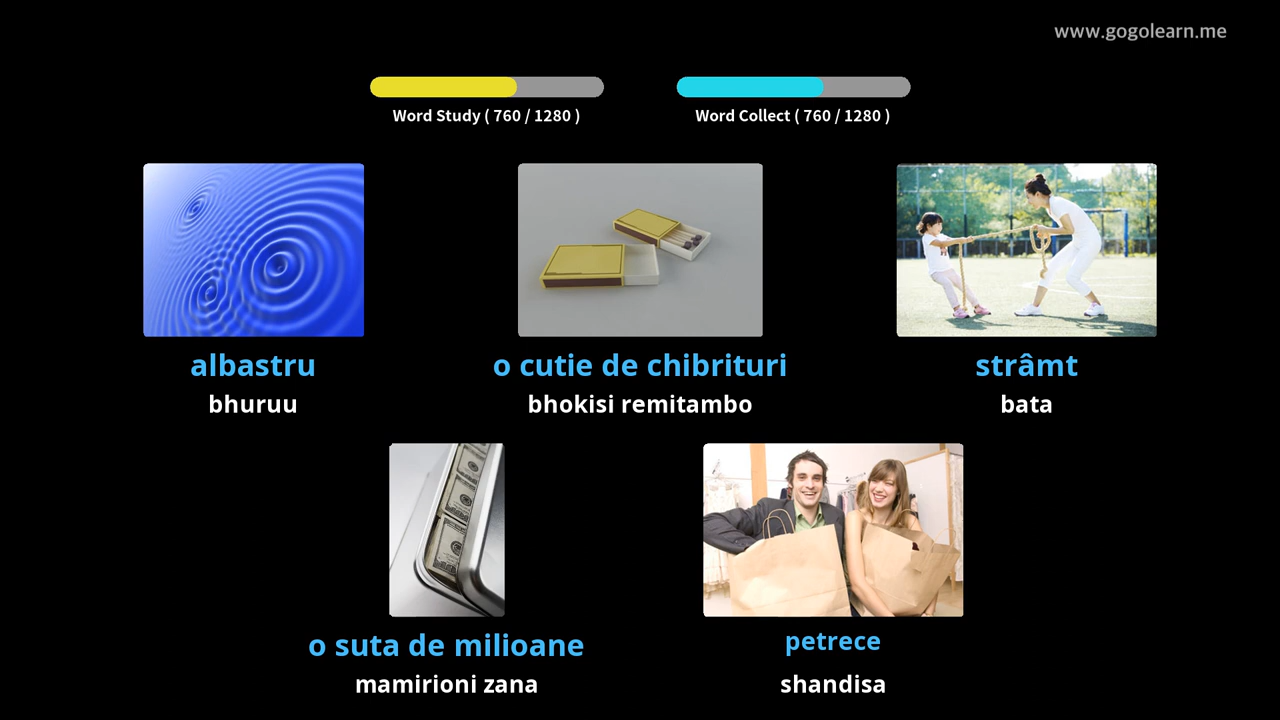 www.gogolearn.me
Word Study ( 760 / 1280 )
Word Collect ( 760 / 1280 )
albastru
bhuruu
o cutie de chibrituri
bhokisi remitambo
strâmt
bata
o suta de milioane
mamirioni zana
petrece
shandisa